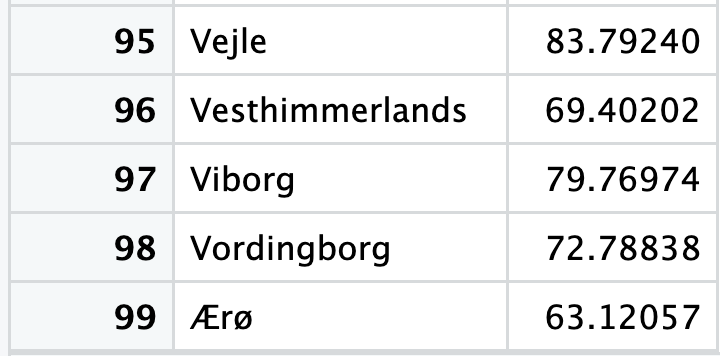 95 Vejle 83.79240
96 Vesthimmerlands 69.40202
97 Viborg 79.76974
98 Vordingborg 72.78838
99 Ærø 63.12057